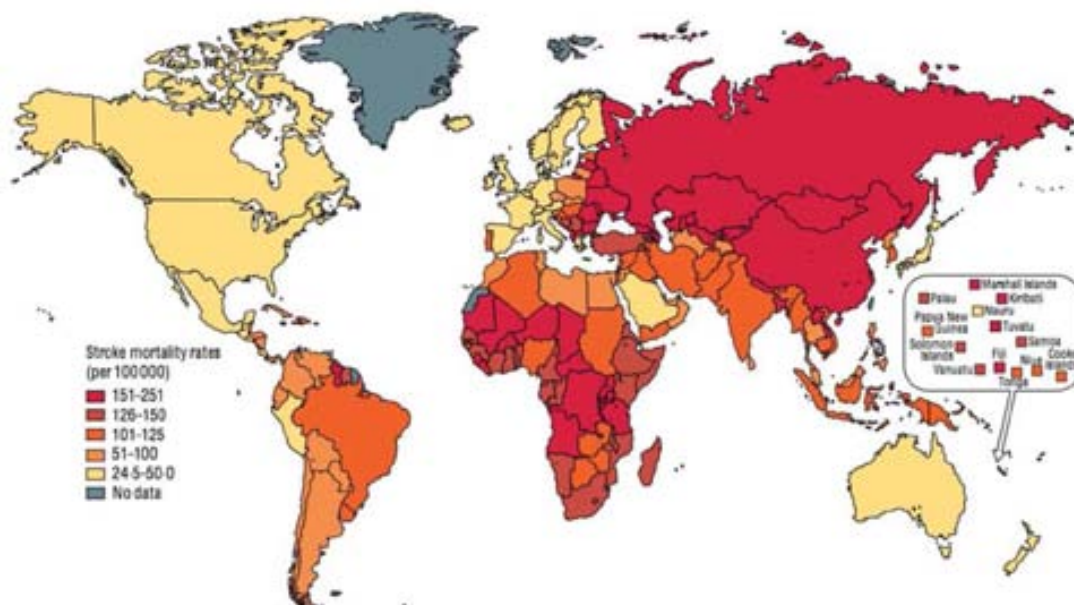 Stroke mortality rates
(per 100 000)
151-251
126-150
101-125
51-100
24·5-50·0
No data
Marshall Islands
Palau
Kiribati
Nauru
Papua New
Guinea
Tuvalu
Solomon
Islands
Samoa
Vanuatu
Fiji
Tonga
Niue
Cook
Islands